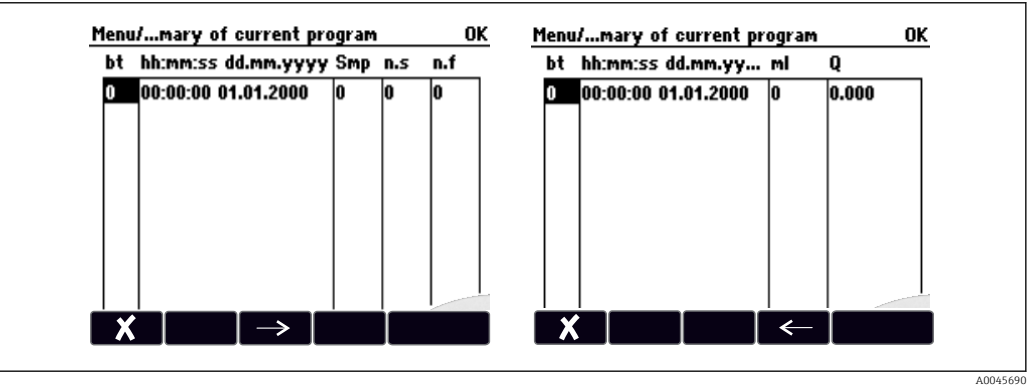 Menu/...mary of current program OK
bt hh:mm:ss dd.mm.yyyy Smp n.s n.f
0 00:00:00 01.01.2000 0 0 0
X →
Menu/...mary of current program OK
bt hh:mm:ss dd.mm.yy... ml Q
0 00:00:00 01.01.2000 0 0.000
X ←
A0045690